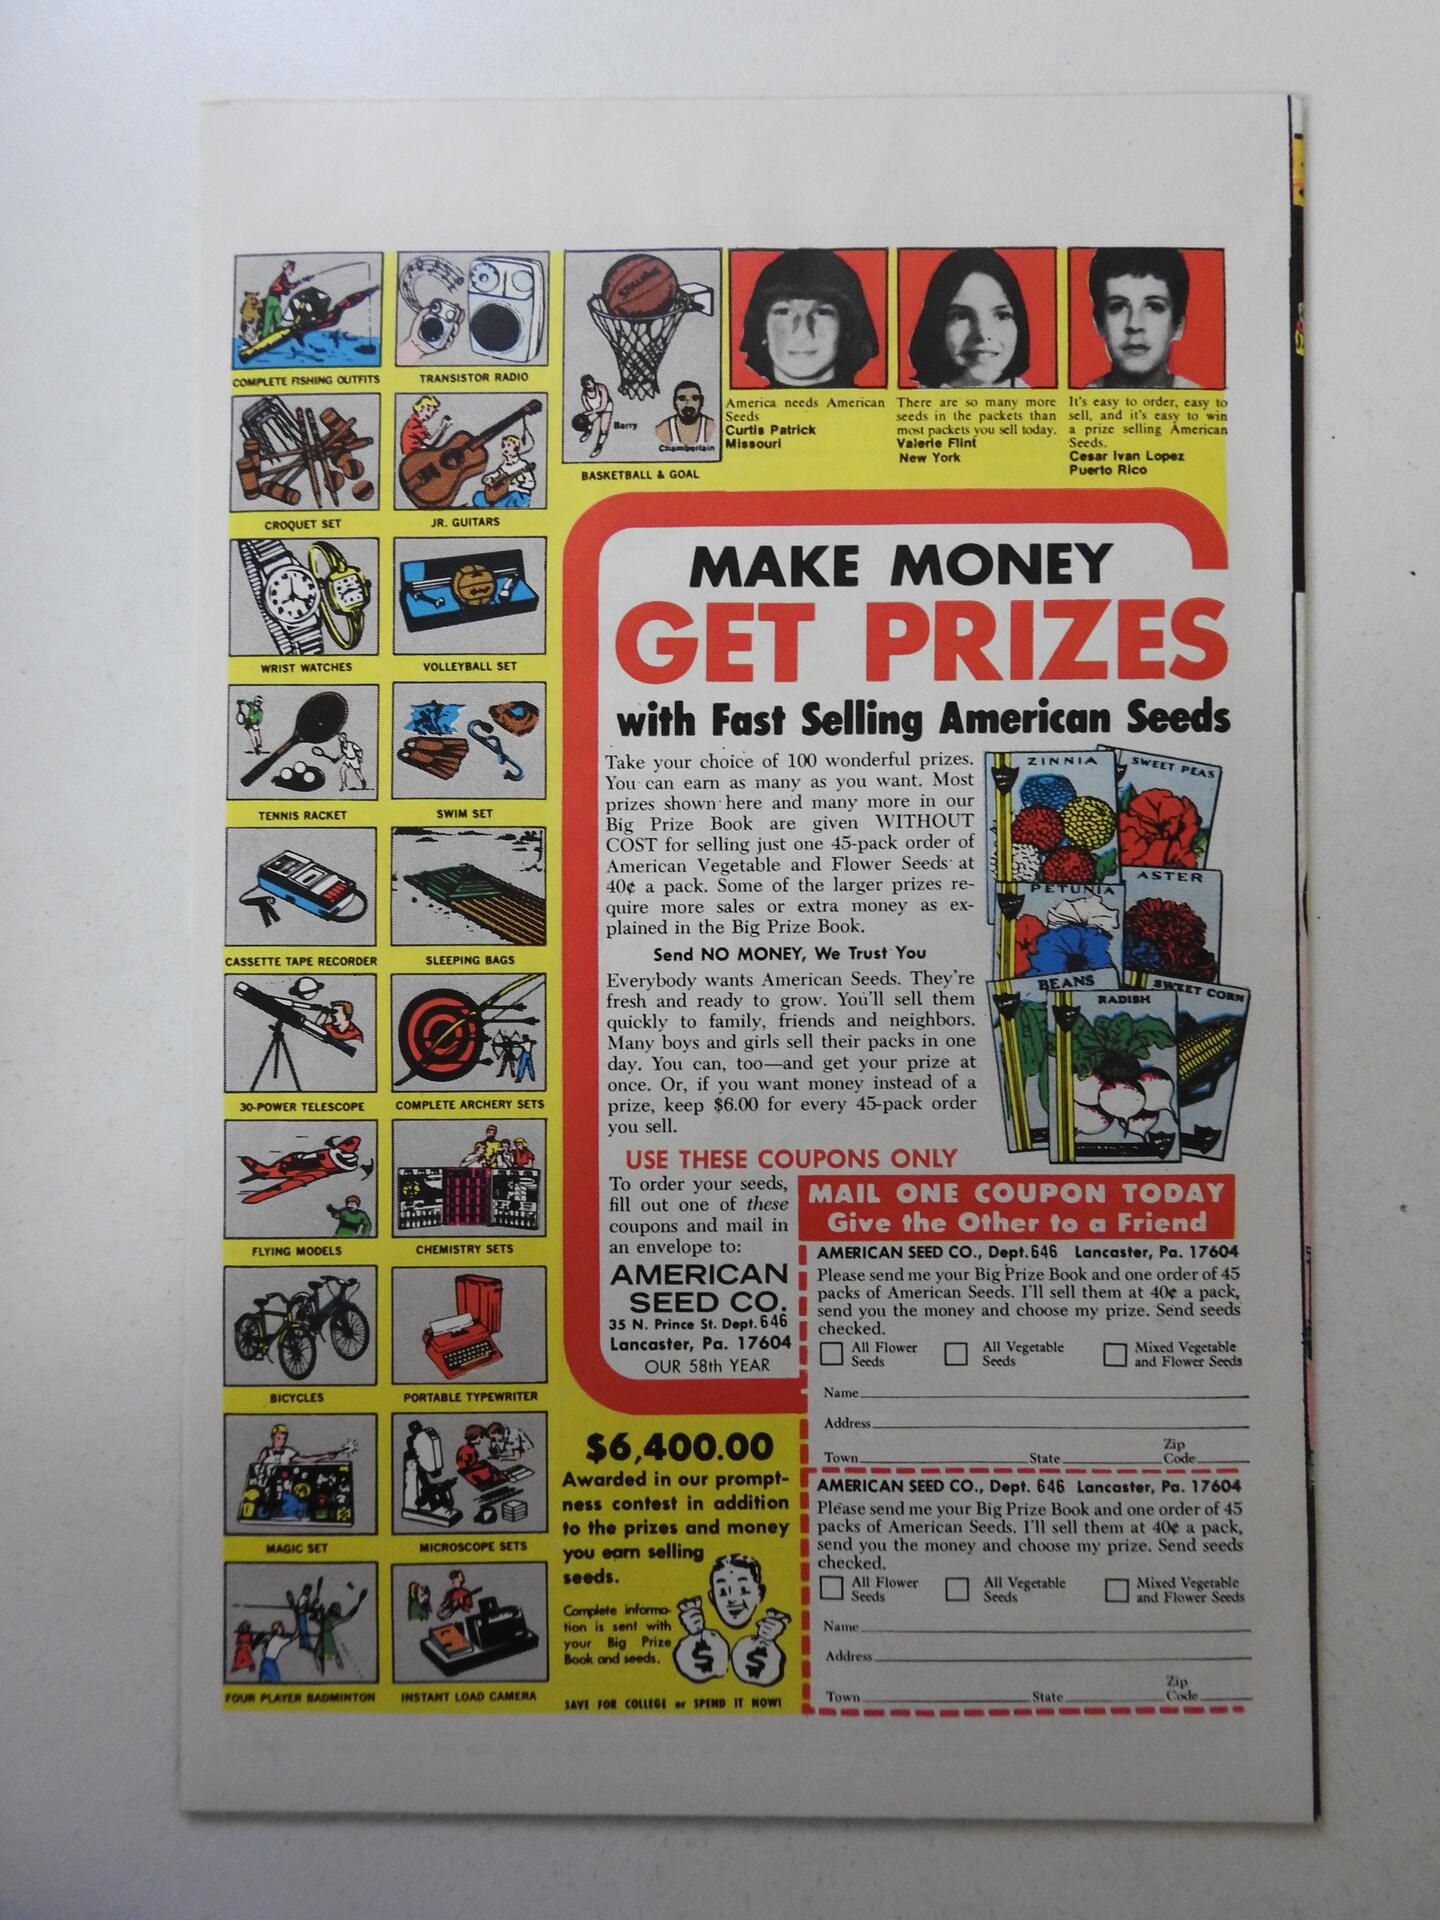 COMPLETE FISHING OUTFITS
TRANSISTOR RADIO
CROQUET SET
JR. GUITARS
WRIST WATCHES
VOLLEYBALL SET
TENNIS RACKET
SWIM SET
CASSETTE TAPE RECORDER
SLEEPING BAGS
30-POWER TELESCOPE
COMPLETE ARCHERY SETS
FLYING MODELS
CHEMISTRY SETS
BICYCLES
PORTABLE TYPEWRITER
MAGIC SET
MICROSCOPE SETS
FOUR PLAYER BADMINTON
INSTANT LOAD CAMERA
SPALDING
Barry
Chamberlain
BASKETBALL & GOAL
America needs American
Seeds
Curtis Patrick
Missouri
There are so many more
seeds in the packets than
most packets you sell today.
Valerie Flint
New York
It's easy to order, easy to
sell, and it's easy to win
a prize selling American
Seeds.
Cesar Ivan Lopez
Puerto Rico
MAKE MONEY
GET PRIZES
with Fast Selling American Seeds
Take your choice of 100 wonderful prizes.
You can earn as many as you want. Most
prizes shown here and many more in our
Big Prize Book are given WITHOUT
COST for selling just one 45-pack order of
American Vegetable and Flower Seeds at
40¢ a pack. Some of the larger prizes re-
quire more sales or extra money as ex-
plained in the Big Prize Book.
Send NO MONEY, We Trust You
Everybody wants American Seeds. They're
fresh and ready to grow. You'll sell them
quickly to family, friends and neighbors.
Many boys and girls sell their packs in one
day. You can, too—and get your prize at
once. Or, if you want money instead of a
prize, keep $6.00 for every 45-pack order
you sell.
ZINNIA
SWEET PEAS
PETUNIA
ASTER
BEANS
RADISH
SWEET CORN
USE THESE COUPONS ONLY
To order your seeds,
fill out one of these
coupons and mail in
an envelope to:
AMERICAN
SEED CO.
35 N. Prince St. Dept. 646
Lancaster, Pa. 17604
OUR 58th YEAR
$6,400.00
Awarded in our prompt-
ness contest in addition
to the prizes and money
you earn selling
seeds.
Complete informa-
tion is sent with
your Big Prize
Book and seeds.
$ $
SAVE FOR COLLEGE or SPEND IT NOW!
MAIL ONE COUPON TODAY
Give the Other to a Friend
AMERICAN SEED CO., Dept. 646 Lancaster, Pa. 17604
Please send me your Big Prize Book and one order of 45
packs of American Seeds. I'll sell them at 40¢ a pack,
send you the money and choose my prize. Send seeds
checked.
All Flower
Seeds
All Vegetable
Seeds
Mixed Vegetable
and Flower Seeds
Name
Address
Town State Zip Code
AMERICAN SEED CO., Dept. 646 Lancaster, Pa. 17604
Please send me your Big Prize Book and one order of 45
packs of American Seeds. I'll sell them at 40¢ a pack,
send you the money and choose my prize. Send seeds
checked.
All Flower
Seeds
All Vegetable
Seeds
Mixed Vegetable
and Flower Seeds
Name
Address
Town State Zip Code